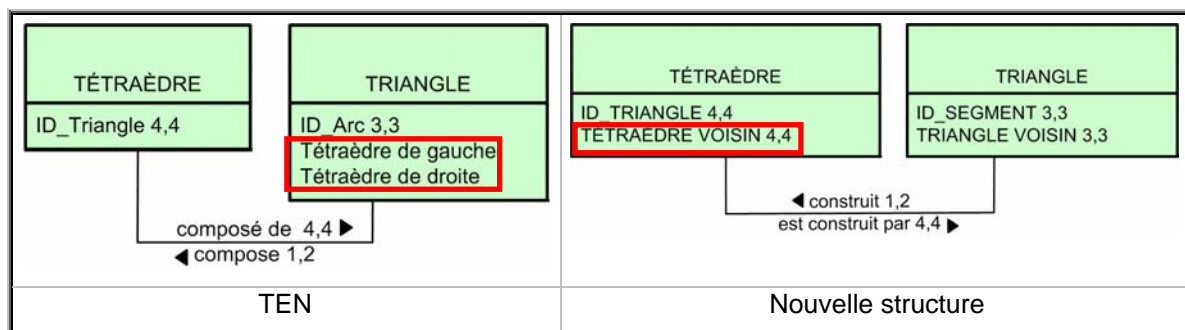 TÉTRAÈDRE
ID_Triangle 4,4
TRIANGLE
ID_Arc 3,3
Tétraèdre de gauche
Tétraèdre de droite
composé de 4,4 ▶
◀ compose 1,2
TÉTRAÈDRE
ID_TRIANGLE 4,4
TETRAEDRE VOISIN 4,4
TRIANGLE
ID_SEGMENT 3,3
TRIANGLE VOISIN 3,3
◀ construit 1,2
est construit par 4,4 ▶
TEN
Nouvelle structure